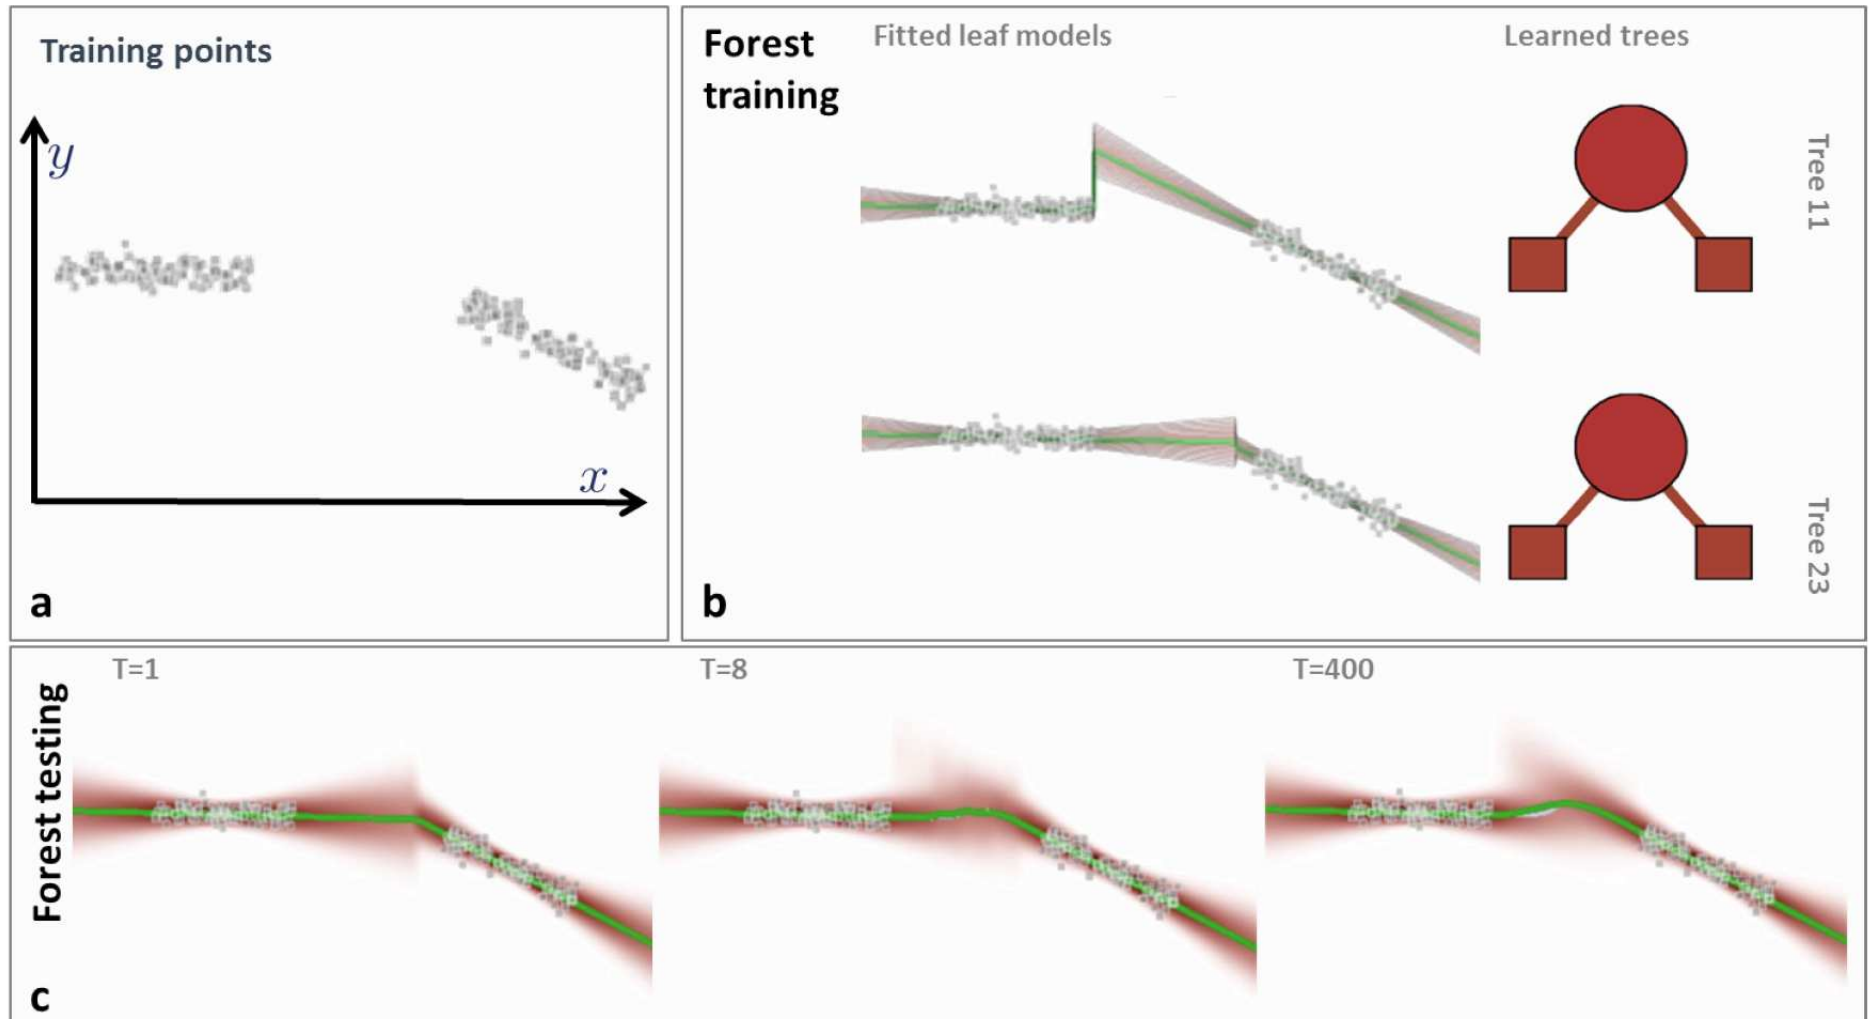 Training points
y
x
a
Forest
training
Fitted leaf models
Learned trees
Tree 11
Tree 23
b
Forest testing
T=1
T=8
T=400
c